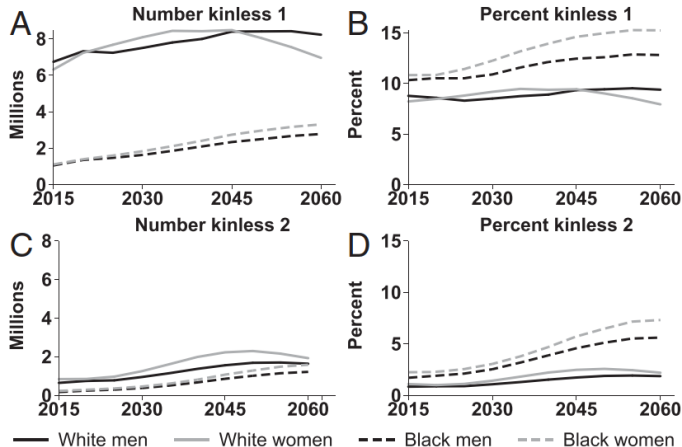 A
Number kinless 1
8
6
4
2
0
Millions
2015 2030 2045 2060
B
Percent kinless 1
15
10
5
0
Percent
2015 2030 2045 2060
C
Number kinless 2
8
6
4
2
0
Millions
2015 2030 2045 2060
D
Percent kinless 2
15
10
5
0
Percent
2015 2030 2045 2060
White men White women Black men Black women